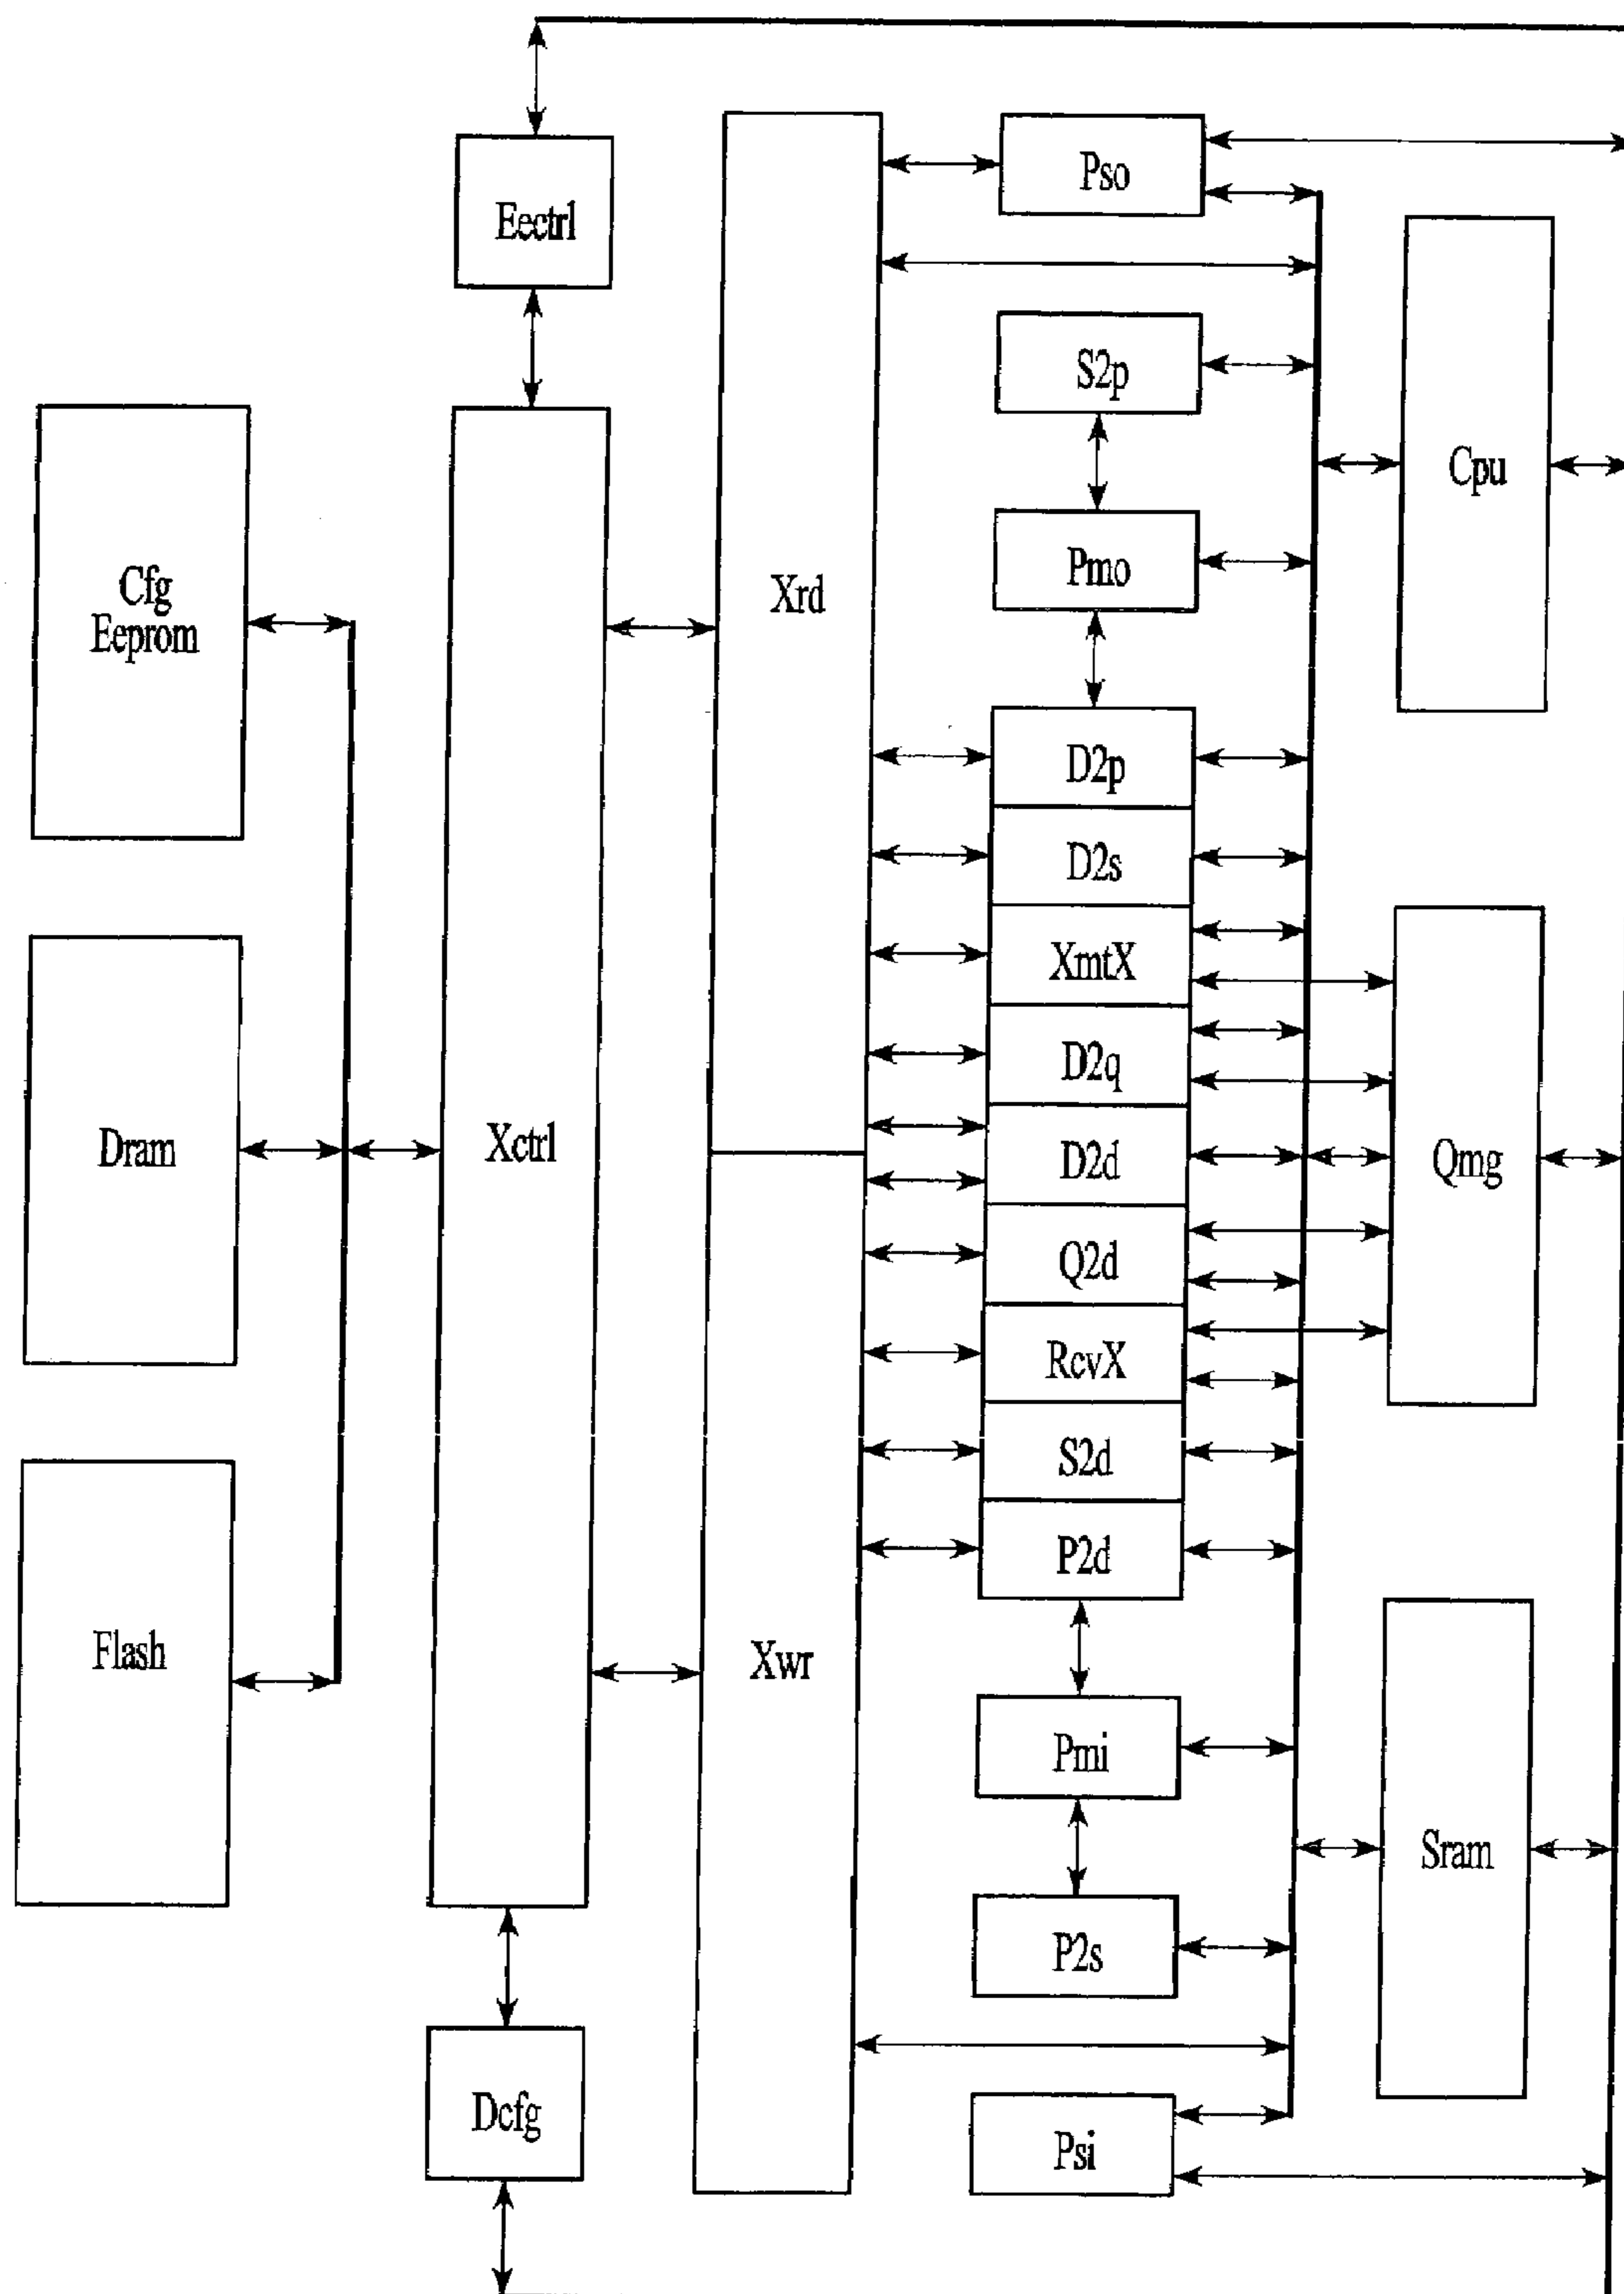 Eectrl
Pso
S2p
Cpu
Cfg
Eeprom
Pmo
Xrd
D2p
D2s
XmtX
D2q
Dram
Xctrl
D2d
Qmg
Q2d
RcvX
S2d
P2d
Flash
Xwr
Pmi
Sram
P2s
Dcfg
Psi